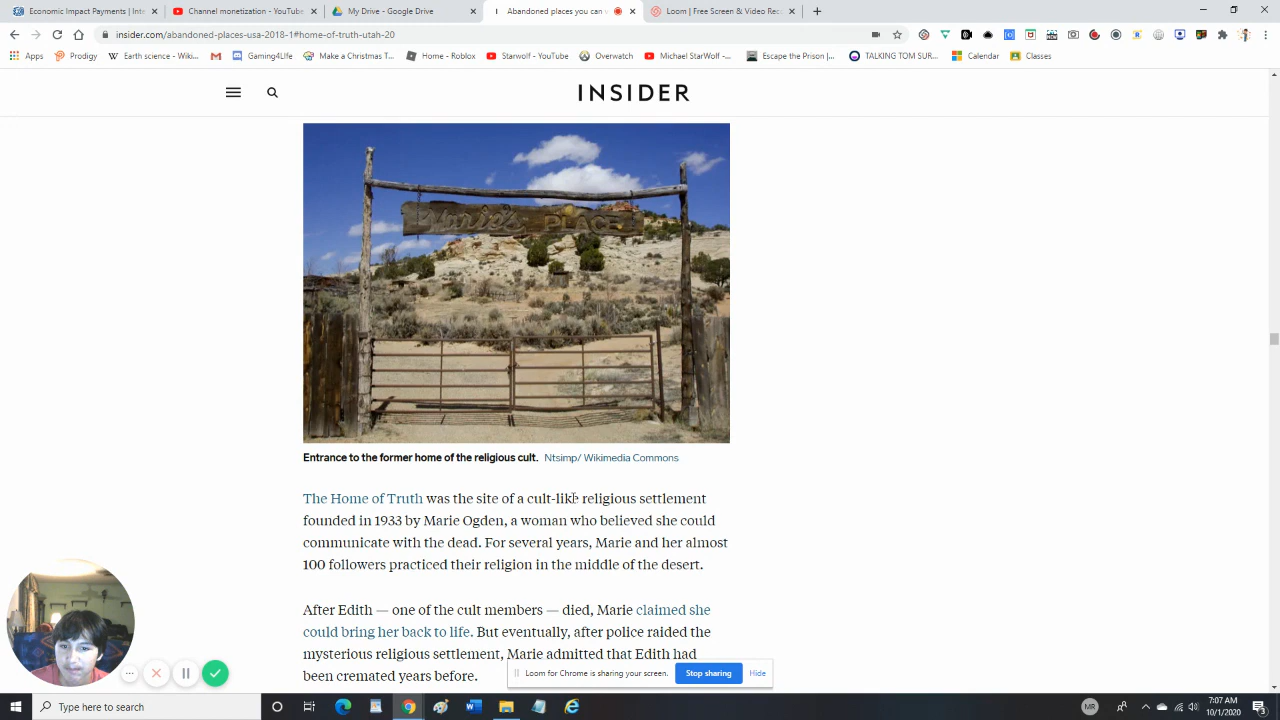 Economic Impact Payments | Inte
Channel monetization - YouTube
My Drive - Google Drive
Abandoned places you can v
Loom | Free Screen & Video Rec
insider.com/abandoned-places-usa-2018-1#home-of-truth-utah-20
Apps
Prodigy
Earth science - Wiki...
Gaming4Life
Make a Christmas T...
Home - Roblox
Starwolf - YouTube
Overwatch
Michael StarWolf -...
Escape the Prison |...
TALKING TOM SUR...
Calendar
Classes
INSIDER
Marie's PLACE
Entrance to the former home of the religious cult. Ntsimp/ Wikimedia Commons
The Home of Truth was the site of a cult-like religious settlement
founded in 1933 by Marie Ogden, a woman who believed she could
communicate with the dead. For several years, Marie and her almost
100 followers practiced their religion in the middle of the desert.
After Edith — one of the cult members — died, Marie claimed she
could bring her back to life. But eventually, after police raided the
mysterious religious settlement, Marie admitted that Edith had
been cremated years before.
Loom for Chrome is sharing your screen.
Stop sharing
Hide
Type here to search
MR
7:07 AM
10/1/2020